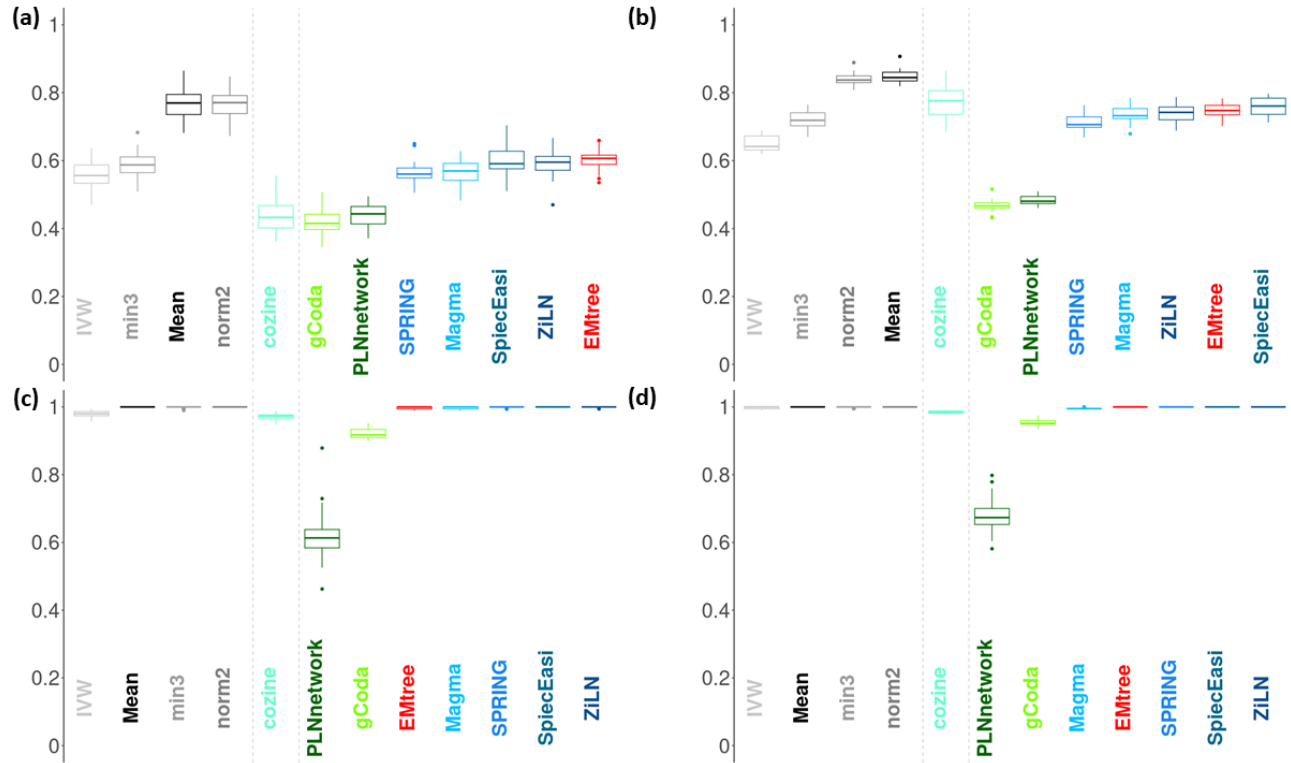 (a)
1
0.8
0.6
0.4
0.2
0
IVW
min3
Mean
norm2
cozine
gCoda
PLNnetwork
SPRING
Magma
SpiecEasi
ZiLN
EMtree
(b)
1
0.8
0.6
0.4
0.2
0
IVW
min3
norm2
Mean
cozine
gCoda
PLNnetwork
SPRING
Magma
ZiLN
EMtree
SpiecEasi
(c)
1
0.8
0.6
0.4
0.2
0
IVW
Mean
min3
norm2
cozine
PLNnetwork
gCoda
EMtree
Magma
SPRING
SpiecEasi
ZiLN
(d)
1
0.8
0.6
0.4
0.2
0
IVW
Mean
min3
norm2
cozine
PLNnetwork
gCoda
Magma
EMtree
SPRING
SpiecEasi
ZiLN